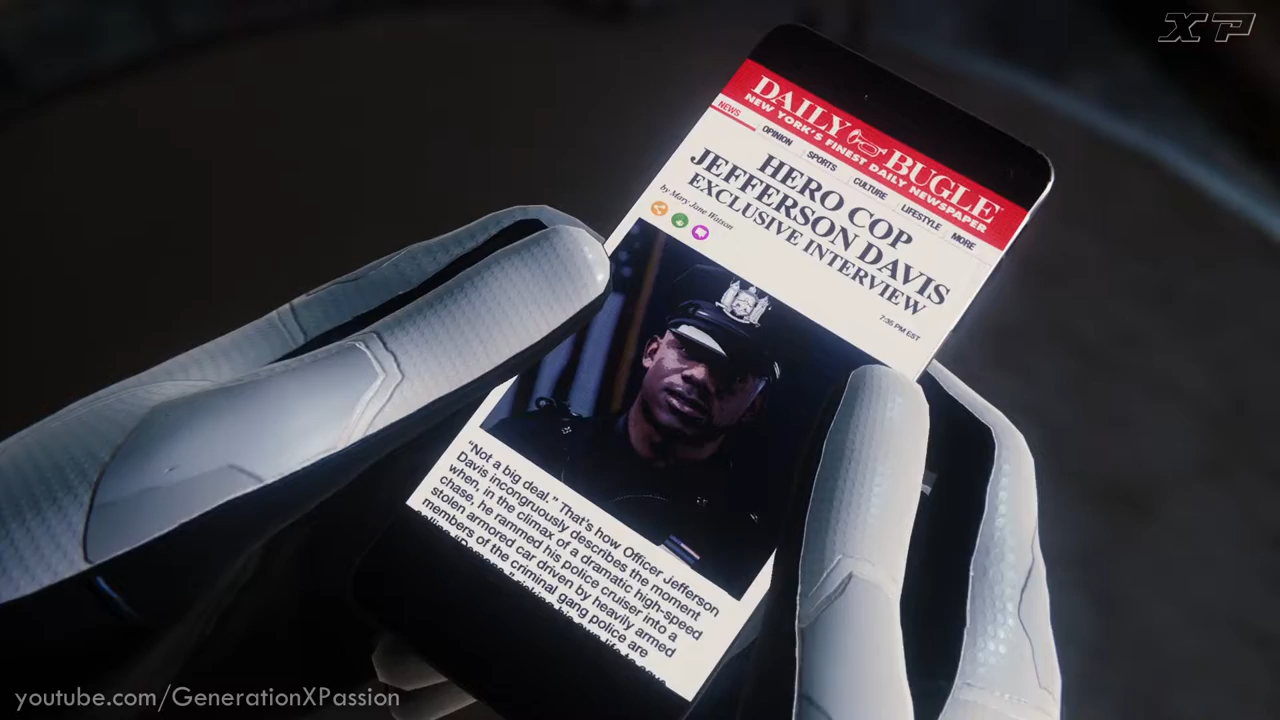 XP
DAILY BUGLE
NEW YORK'S FINEST DAILY NEWSPAPER
NEWS OPINION SPORTS CULTURE LIFESTYLE MORE
HERO COP
JEFFERSON DAVIS
EXCLUSIVE INTERVIEW
by Mary Jane Watson
7:35 PM EST
"Not a big deal." That's how Officer Jefferson
Davis incongruously describes the moment
when, in the climax of a dramatic high-speed
chase, he rammed his police cruiser into a
stolen armored car driven by heavily armed
members of the criminal gang police are
youtube.com/GenerationXPassion